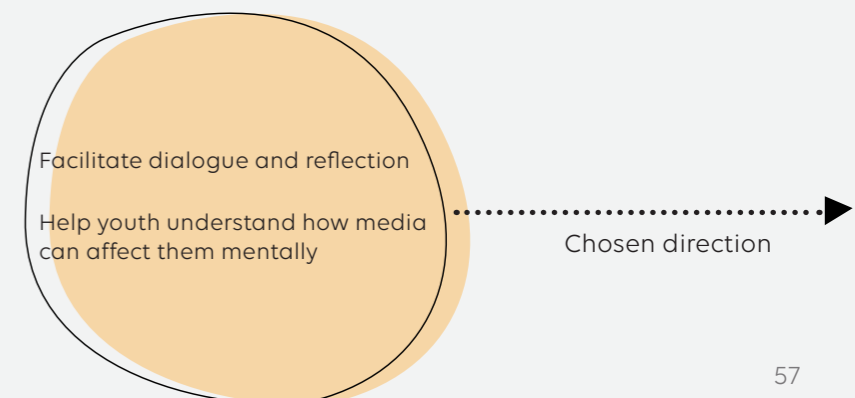 Facilitate dialogue and reflection
Help youth understand how media
can affect them mentally
Chosen direction
57